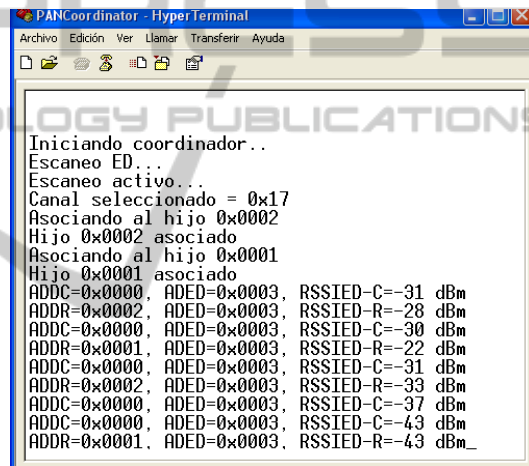 PANCoordinator - HyperTerminal
Archivo Edición Ver Llamar Transferir Ayuda
LOGY PUBLICATIONS
Iniciando coordinador..
Escaneo ED...
Escaneo activo...
Canal seleccionado = 0x17
Asociando al hijo 0x0002
Hijo 0x0002 asociado
Asociando al hijo 0x0001
Hijo 0x0001 asociado
ADDC=0x0000, ADED=0x0003, RSSIED-C=-31 dBm
ADDR=0x0002, ADED=0x0003, RSSIED-R=-28 dBm
ADDC=0x0000, ADED=0x0003, RSSIED-C=-30 dBm
ADDR=0x0001, ADED=0x0003, RSSIED-R=-22 dBm
ADDC=0x0000, ADED=0x0003, RSSIED-C=-31 dBm
ADDR=0x0002, ADED=0x0003, RSSIED-R=-33 dBm
ADDC=0x0000, ADED=0x0003, RSSIED-C=-37 dBm
ADDC=0x0000, ADED=0x0003, RSSIED-C=-43 dBm
ADDR=0x0001, ADED=0x0003, RSSIED-R=-43 dBm_